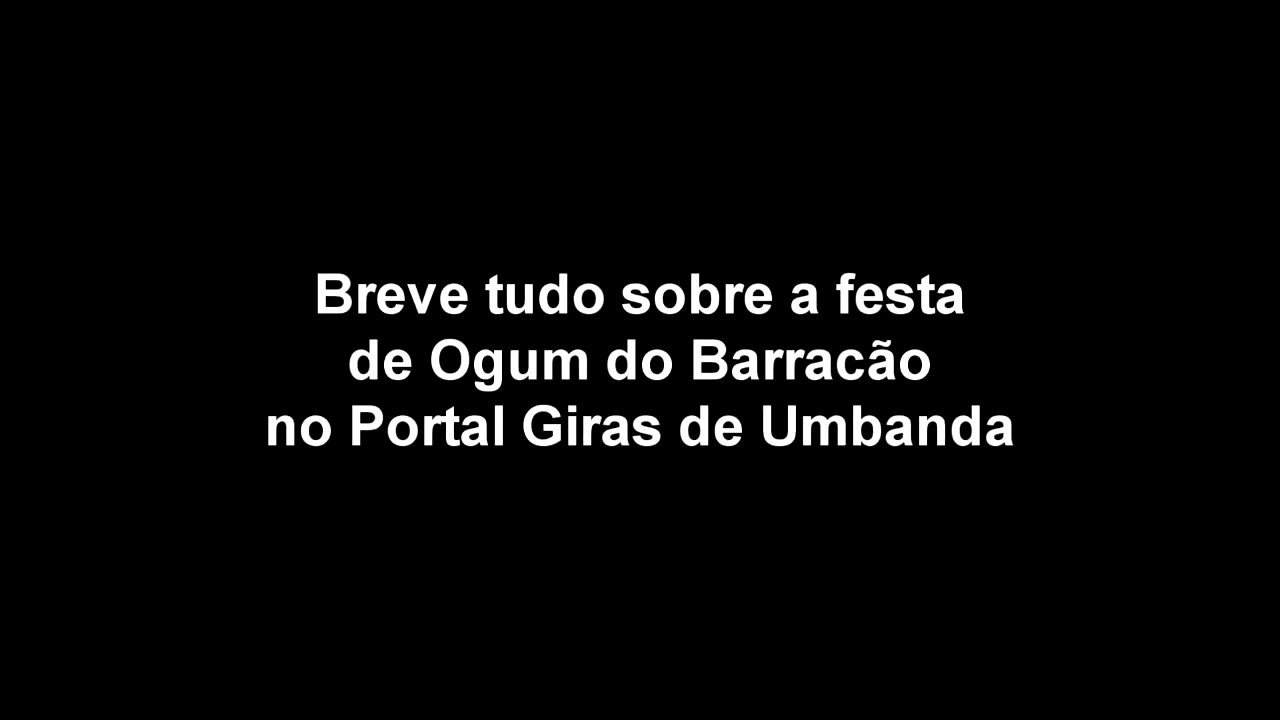 Breve tudo sobre a festa
de Ogum do Barracão
no Portal Giras de Umbanda